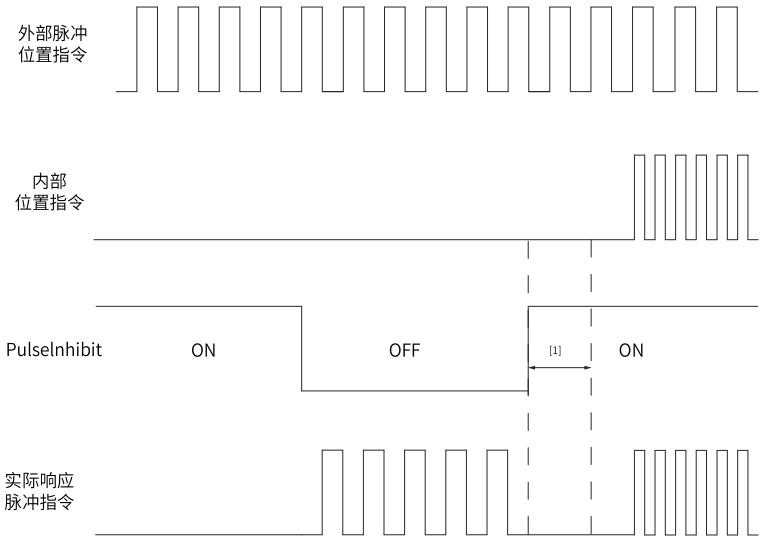 外部脉冲
位置指令
内部
位置指令
PulseInhibit
ON
OFF
[1]
ON
实际响应
脉冲指令